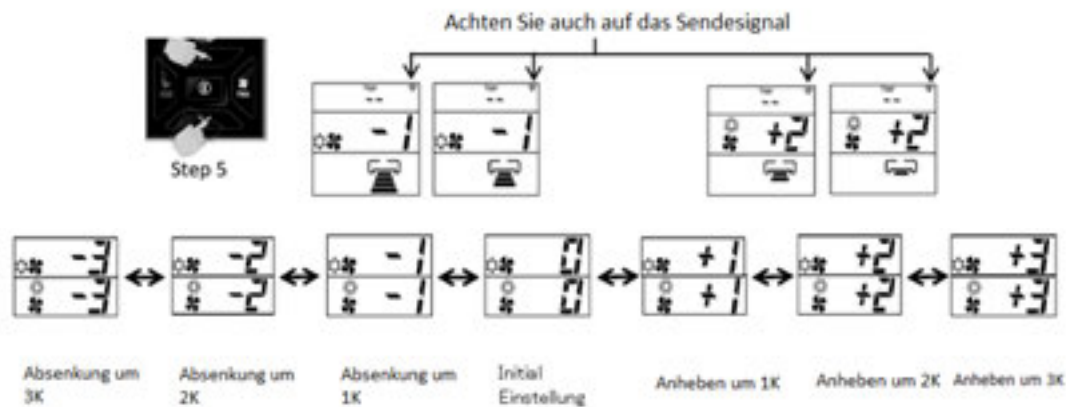 Achten Sie auch auf das Sendesignal
Step 5
-- -- -- --
-1 -1 +2 +2
-3 -2 -1 0 +1 +2 +3
-3 -2 -1 0 +1 +2 +3
Absenkung um
3K
Absenkung um
2K
Absenkung um
1K
Initial
Einstellung
Anheben um 1K
Anheben um 2K
Anheben um 3K